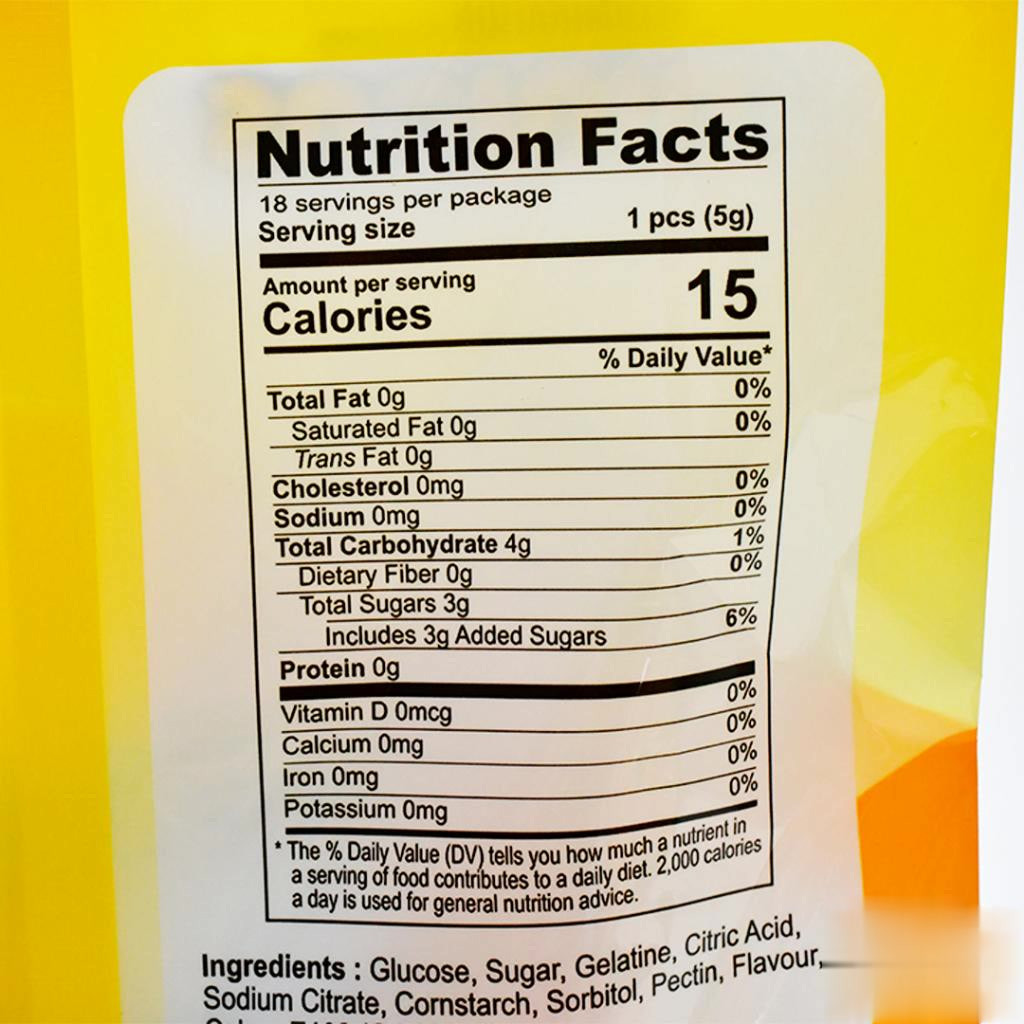 Nutrition Facts
18 servings per package
Serving size 1 pcs (5g)
Amount per serving
Calories 15
% Daily Value*
Total Fat 0g 0%
Saturated Fat 0g 0%
Trans Fat 0g
Cholesterol 0mg 0%
Sodium 0mg 0%
Total Carbohydrate 4g 1%
Dietary Fiber 0g 0%
Total Sugars 3g
Includes 3g Added Sugars 6%
Protein 0g
Vitamin D 0mcg 0%
Calcium 0mg 0%
Iron 0mg 0%
Potassium 0mg 0%
* The % Daily Value (DV) tells you how much a nutrient in
a serving of food contributes to a daily diet. 2,000 calories
a day is used for general nutrition advice.
Ingredients : Glucose, Sugar, Gelatine, Citric Acid,
Sodium Citrate, Cornstarch, Sorbitol, Pectin, Flavour,